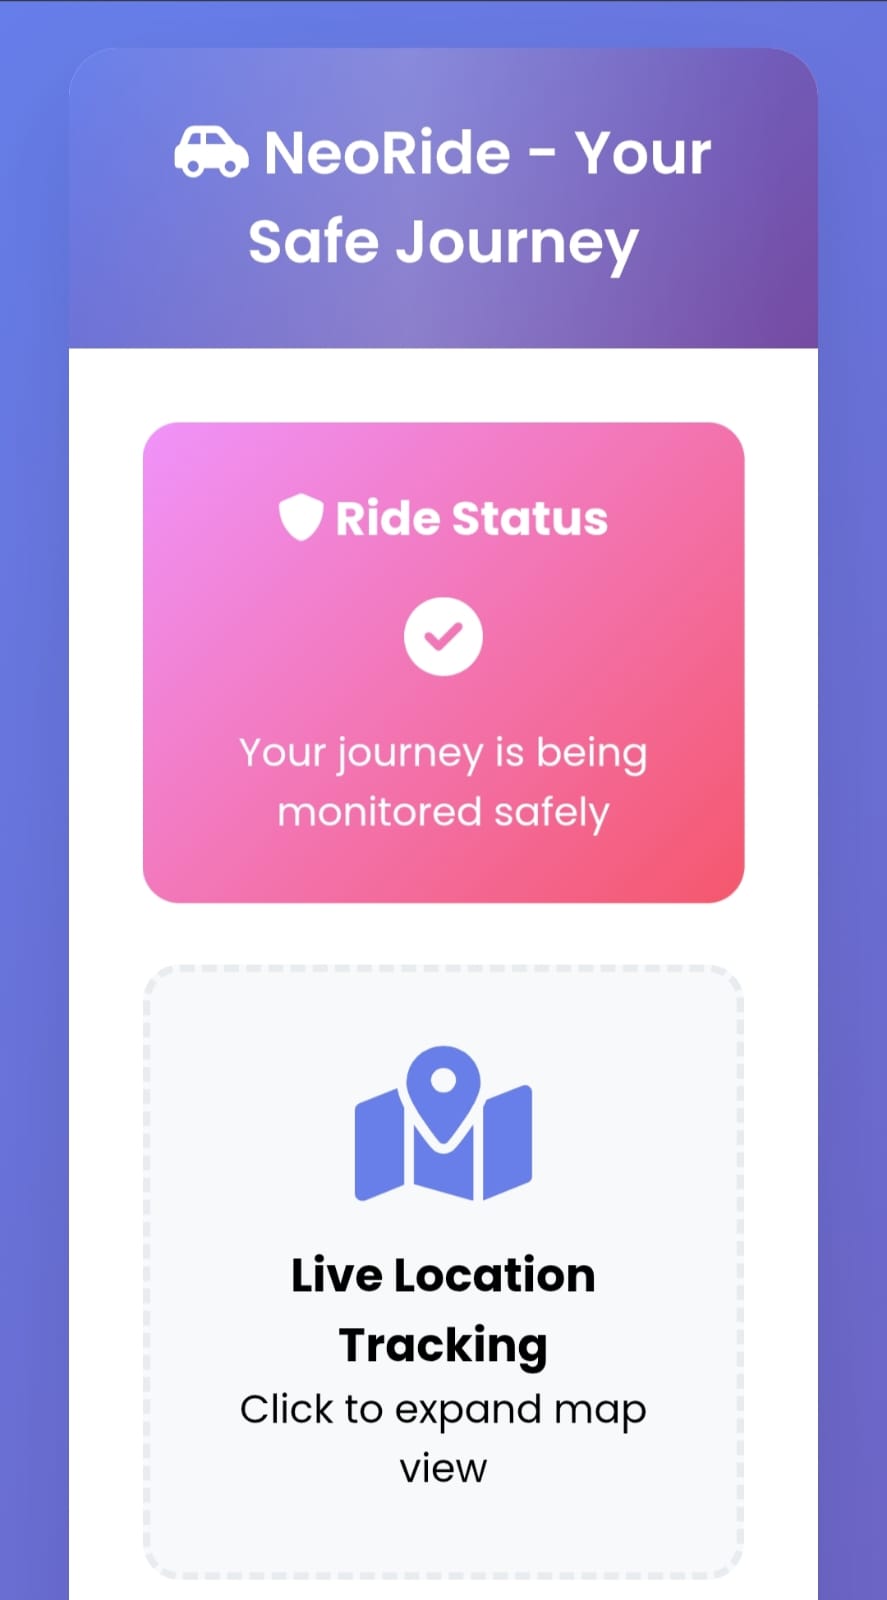 NeoRide - Your
Safe Journey
Ride Status
Your journey is being
monitored safely
Live Location
Tracking
Click to expand map
view